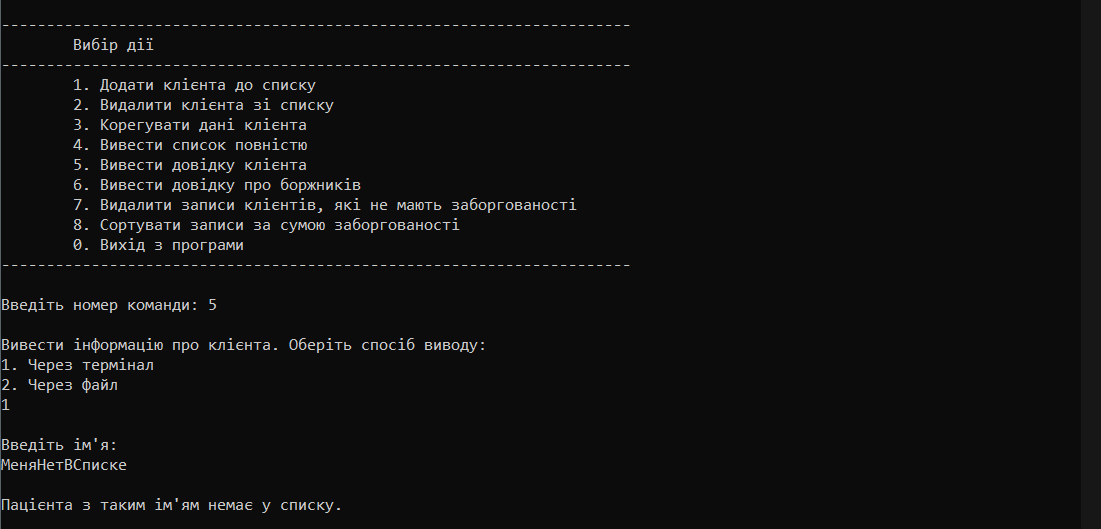 ----------------------------------------------------------------------
Вибір дії
----------------------------------------------------------------------
1. Додати клієнта до списку
2. Видалити клієнта зі списку
3. Корегувати дані клієнта
4. Вивести список повністю
5. Вивести довідку клієнта
6. Вивести довідку про боржників
7. Видалити записи клієнтів, які не мають заборгованості
8. Сортувати записи за сумою заборгованості
0. Вихід з програми
----------------------------------------------------------------------
Введіть номер команди: 5
Вивести інформацію про клієнта. Оберіть спосіб виводу:
1. Через термінал
2. Через файл
1
Введіть ім'я:
МеняНетВСписке
Пацієнта з таким ім'ям немає у списку.